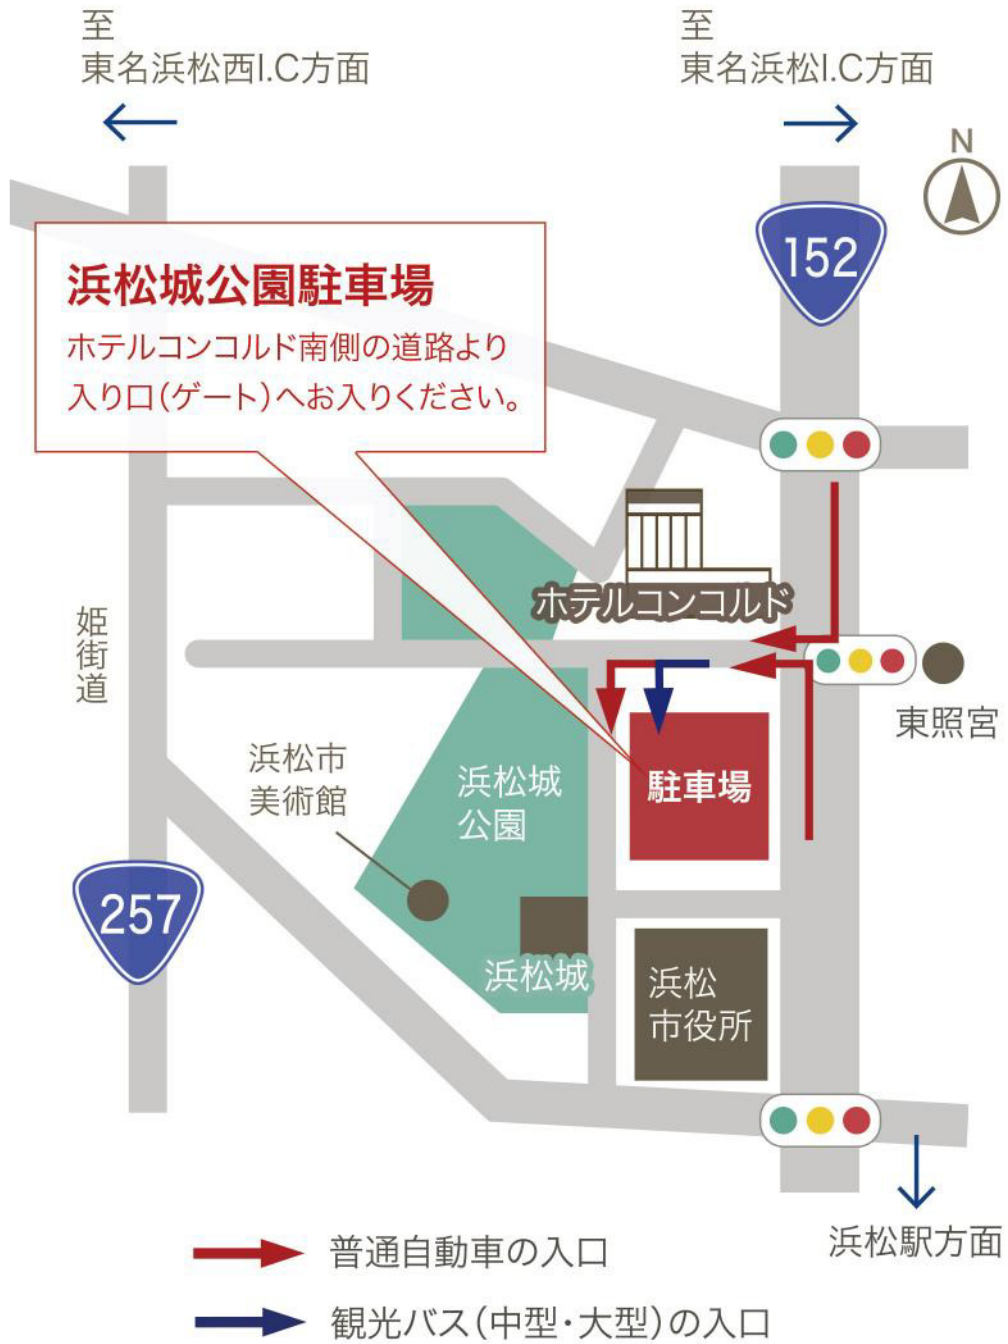 至
東名浜松西I.C方面
至
東名浜松I.C方面
N
152
浜松城公園駐車場
ホテルコンコルド南側の道路より
入り口(ゲート)へお入りください。
ホテルコンコルド
姫街道
東照宮
浜松市
美術館
浜松城
公園
駐車場
257
浜松城
浜松
市役所
浜松駅方面
普通自動車の入口
観光バス(中型・大型)の入口